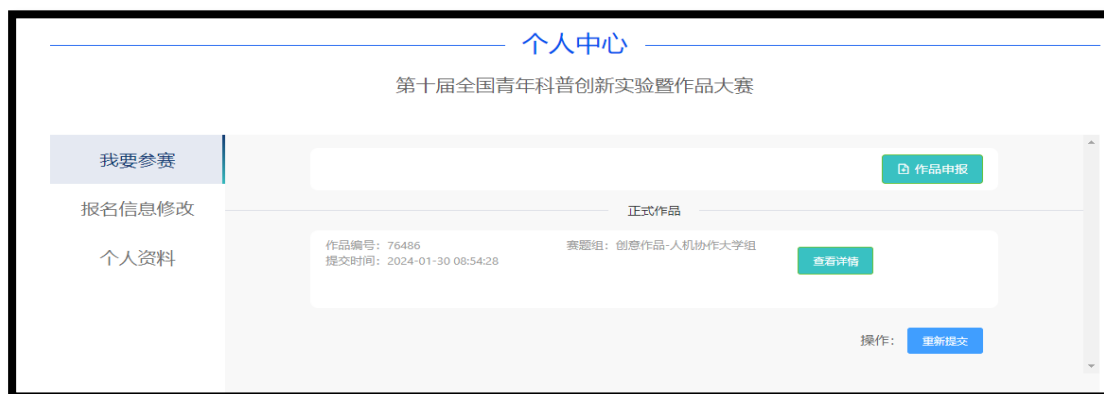 个人中心
第十届全国青年科普创新实验暨作品大赛
我要参赛
作品申报
报名信息修改
正式作品
个人资料
作品编号：76486
赛题组：创意作品-人机协作大学组
提交时间：2024-01-30 08:54:28
查看详情
操作：
重新提交